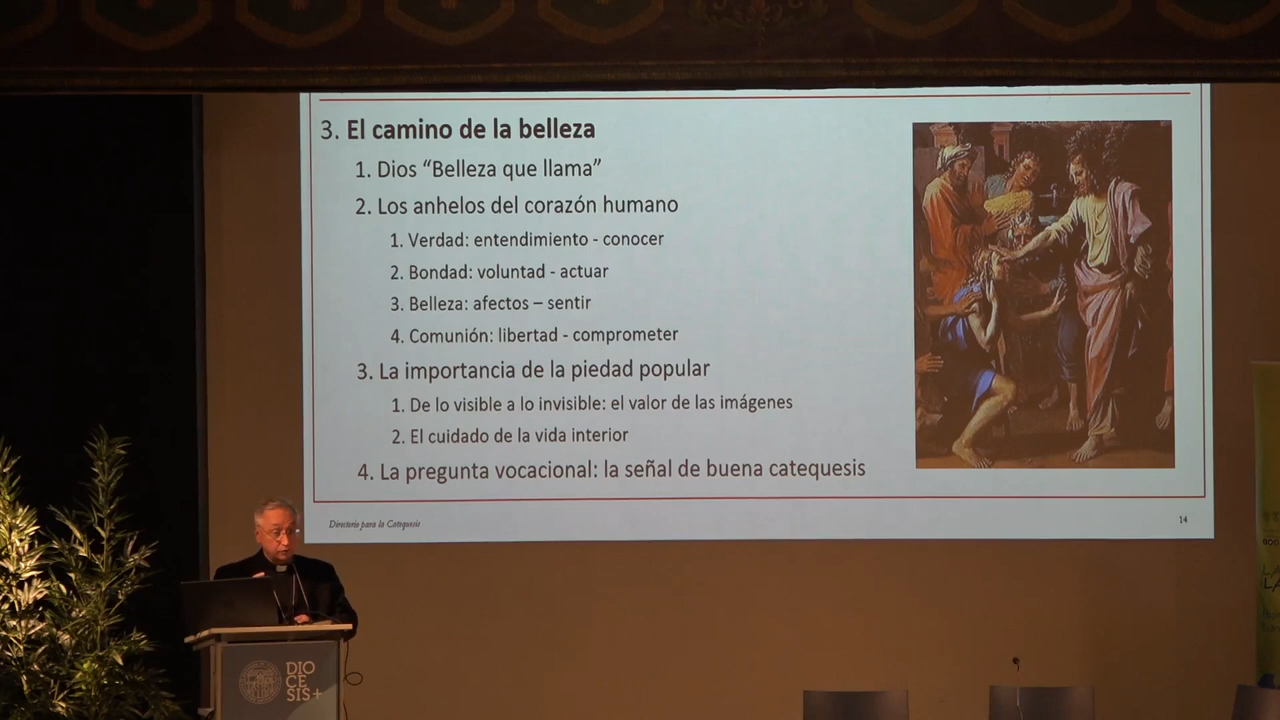 3. El camino de la belleza
1. Dios “Belleza que llama”
2. Los anhelos del corazón humano
1. Verdad: entendimiento - conocer
2. Bondad: voluntad - actuar
3. Belleza: afectos – sentir
4. Comunión: libertad - comprometer
3. La importancia de la piedad popular
1. De lo visible a lo invisible: el valor de las imágenes
2. El cuidado de la vida interior
4. La pregunta vocacional: la señal de buena catequesis
Directorio para la Catequesis
14
DIO
CE
SIS+